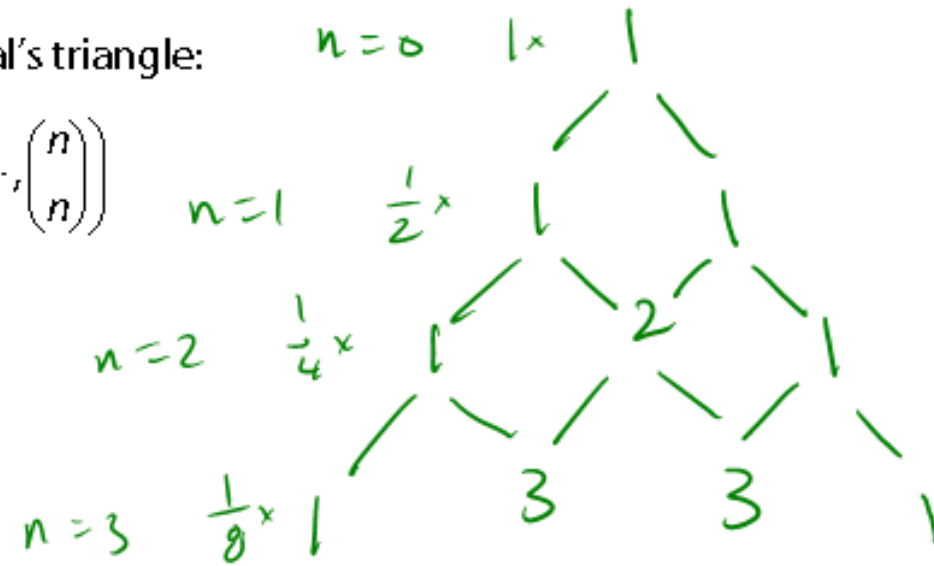 al's triangle:
n=0 1× 1
·,(n n))
n=1 1/2× 1 1
n=2 1/4× 1 2 1
n=3 1/8× 1 3 3 1